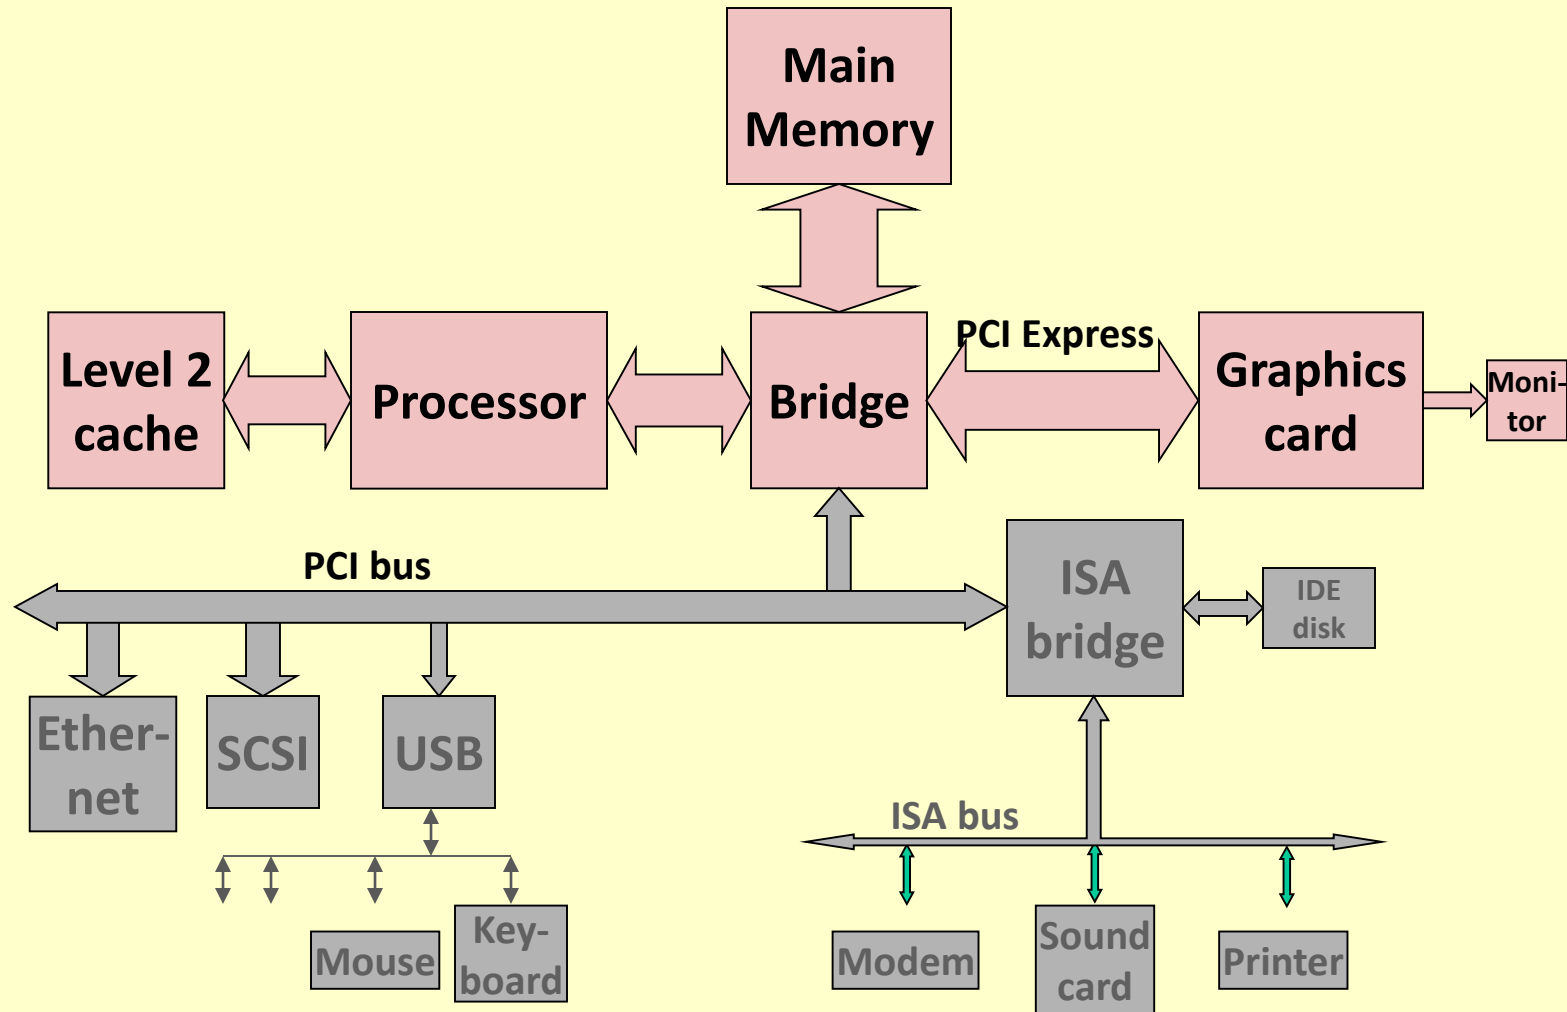 Main
Memory
Level 2
cache
Processor
Bridge
PCI Express
Graphics
card
Moni-
tor
PCI bus
ISA
bridge
IDE
disk
Ether-
net
SCSI
USB
ISA bus
Mouse
Key-
board
Modem
Sound
card
Printer